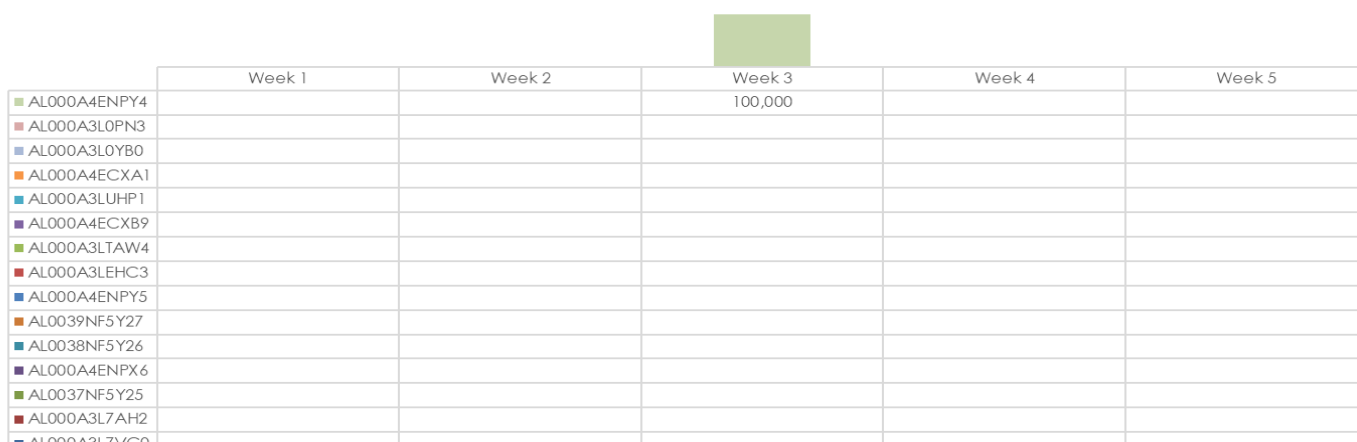 Week 1 Week 2 Week 3 Week 4 Week 5
AL000A4ENPY4 100,000
AL000A3L0PN3
AL000A3L0YB0
AL000A4ECXA1
AL000A3LUHP1
AL000A4ECXB9
AL000A3LTAW4
AL000A3LEHC3
AL000A4ENPY5
AL0039NF5Y27
AL0038NF5Y26
AL000A4ENPX6
AL0037NF5Y25
AL000A3L7AH2